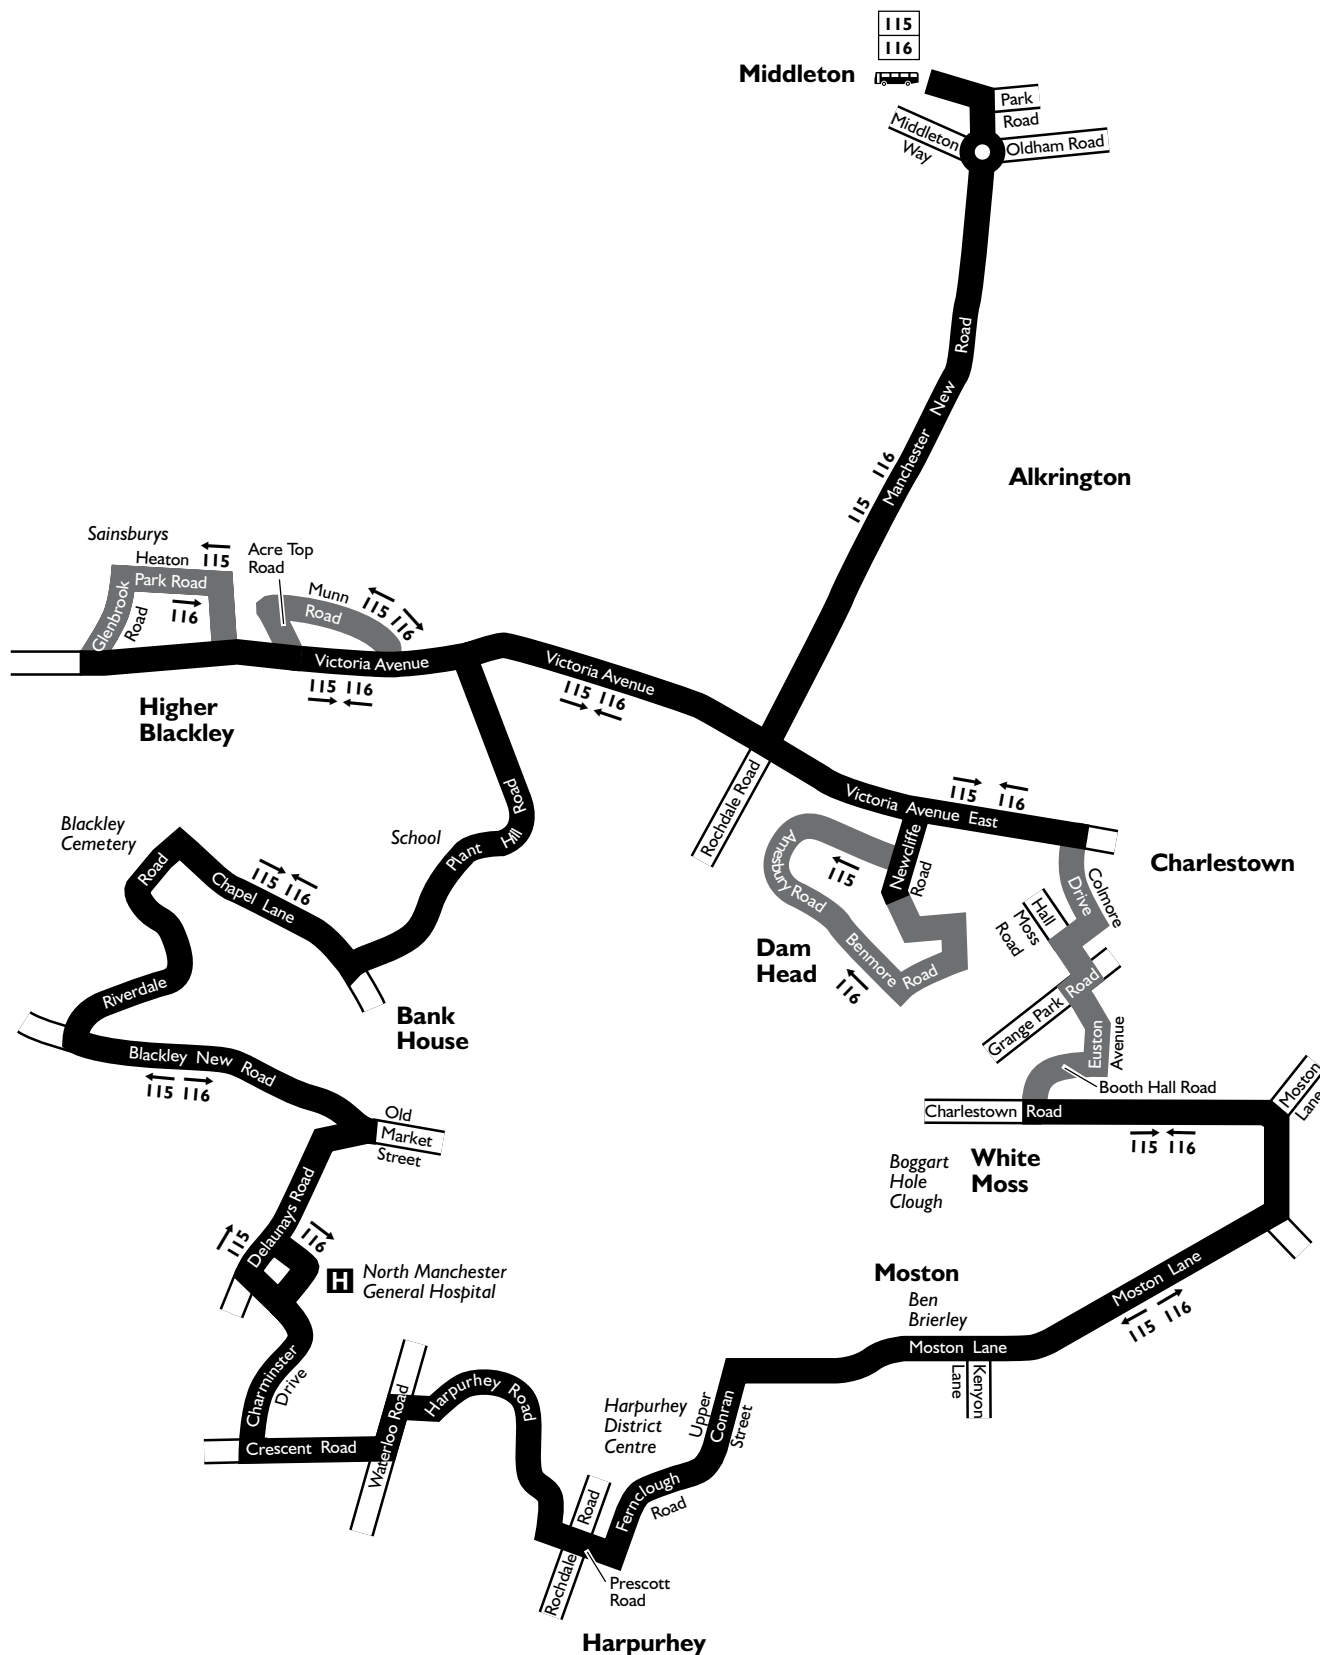 115
116
Middleton
Park
Road
Middleton
Way
Oldham Road
Manchester New Road
115 116
Alkrington
Sainsburys
Heaton
Park Road
115
116
Glenbrook
Road
Acre Top
Road
Munn
Road
115
116
Victoria Avenue
115 116
Victoria Avenue
115 116
Higher
Blackley
Rochdale Road
Victoria Avenue East
115
116
Newcliffe
Road
Amesbury Road
115
Benmore
Road
116
Dam
Head
Charlestown
Colmore
Drive
Hall
Moss
Road
Grange Park
Road
Euston
Avenue
Booth Hall Road
Charlestown Road
115 116
Moston
Lane
White
Moss
Boggart
Hole
Clough
Blackley
Cemetery
School
Plant Hill Road
Chapel Lane
115 116
Riverdale
Road
Bank
House
Blackley New Road
115 116
Old
Market
Street
Delaunays Road
115
116
H
North Manchester
General Hospital
Charminster
Drive
Crescent Road
Waterloo Road
Harpurhey Road
Harpurhey
District
Centre
Upper
Conran
Street
Fernclough
Road
Rochdale
Road
Prescott
Road
Harpurhey
Moston
Ben
Brierley
Moston Lane
Kenyon
Lane
Moston Lane
115 116